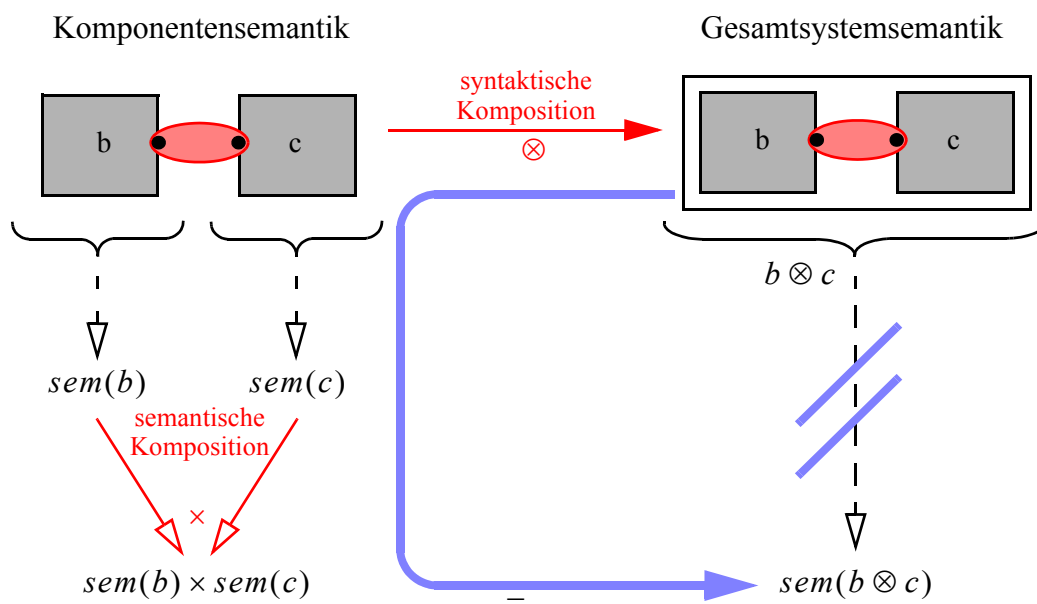 Komponentensemantik
Gesamtsystemsemantik
syntaktische
Komposition
⊗
b
c
b
c
b ⊗ c
sem(b)
sem(c)
semantische
Komposition
×
sem(b) × sem(c)
sem(b ⊗ c)